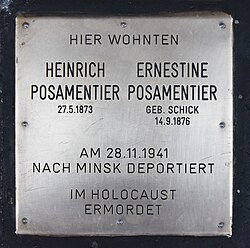 HIER WOHNTEN
HEINRICH ERNESTINE
POSAMENTIER POSAMENTIER
27.5.1873 GEB. SCHICK
14.9.1876
AM 28.11.1941
NACH MINSK DEPORTIERT
IM HOLOCAUST
ERMORDET